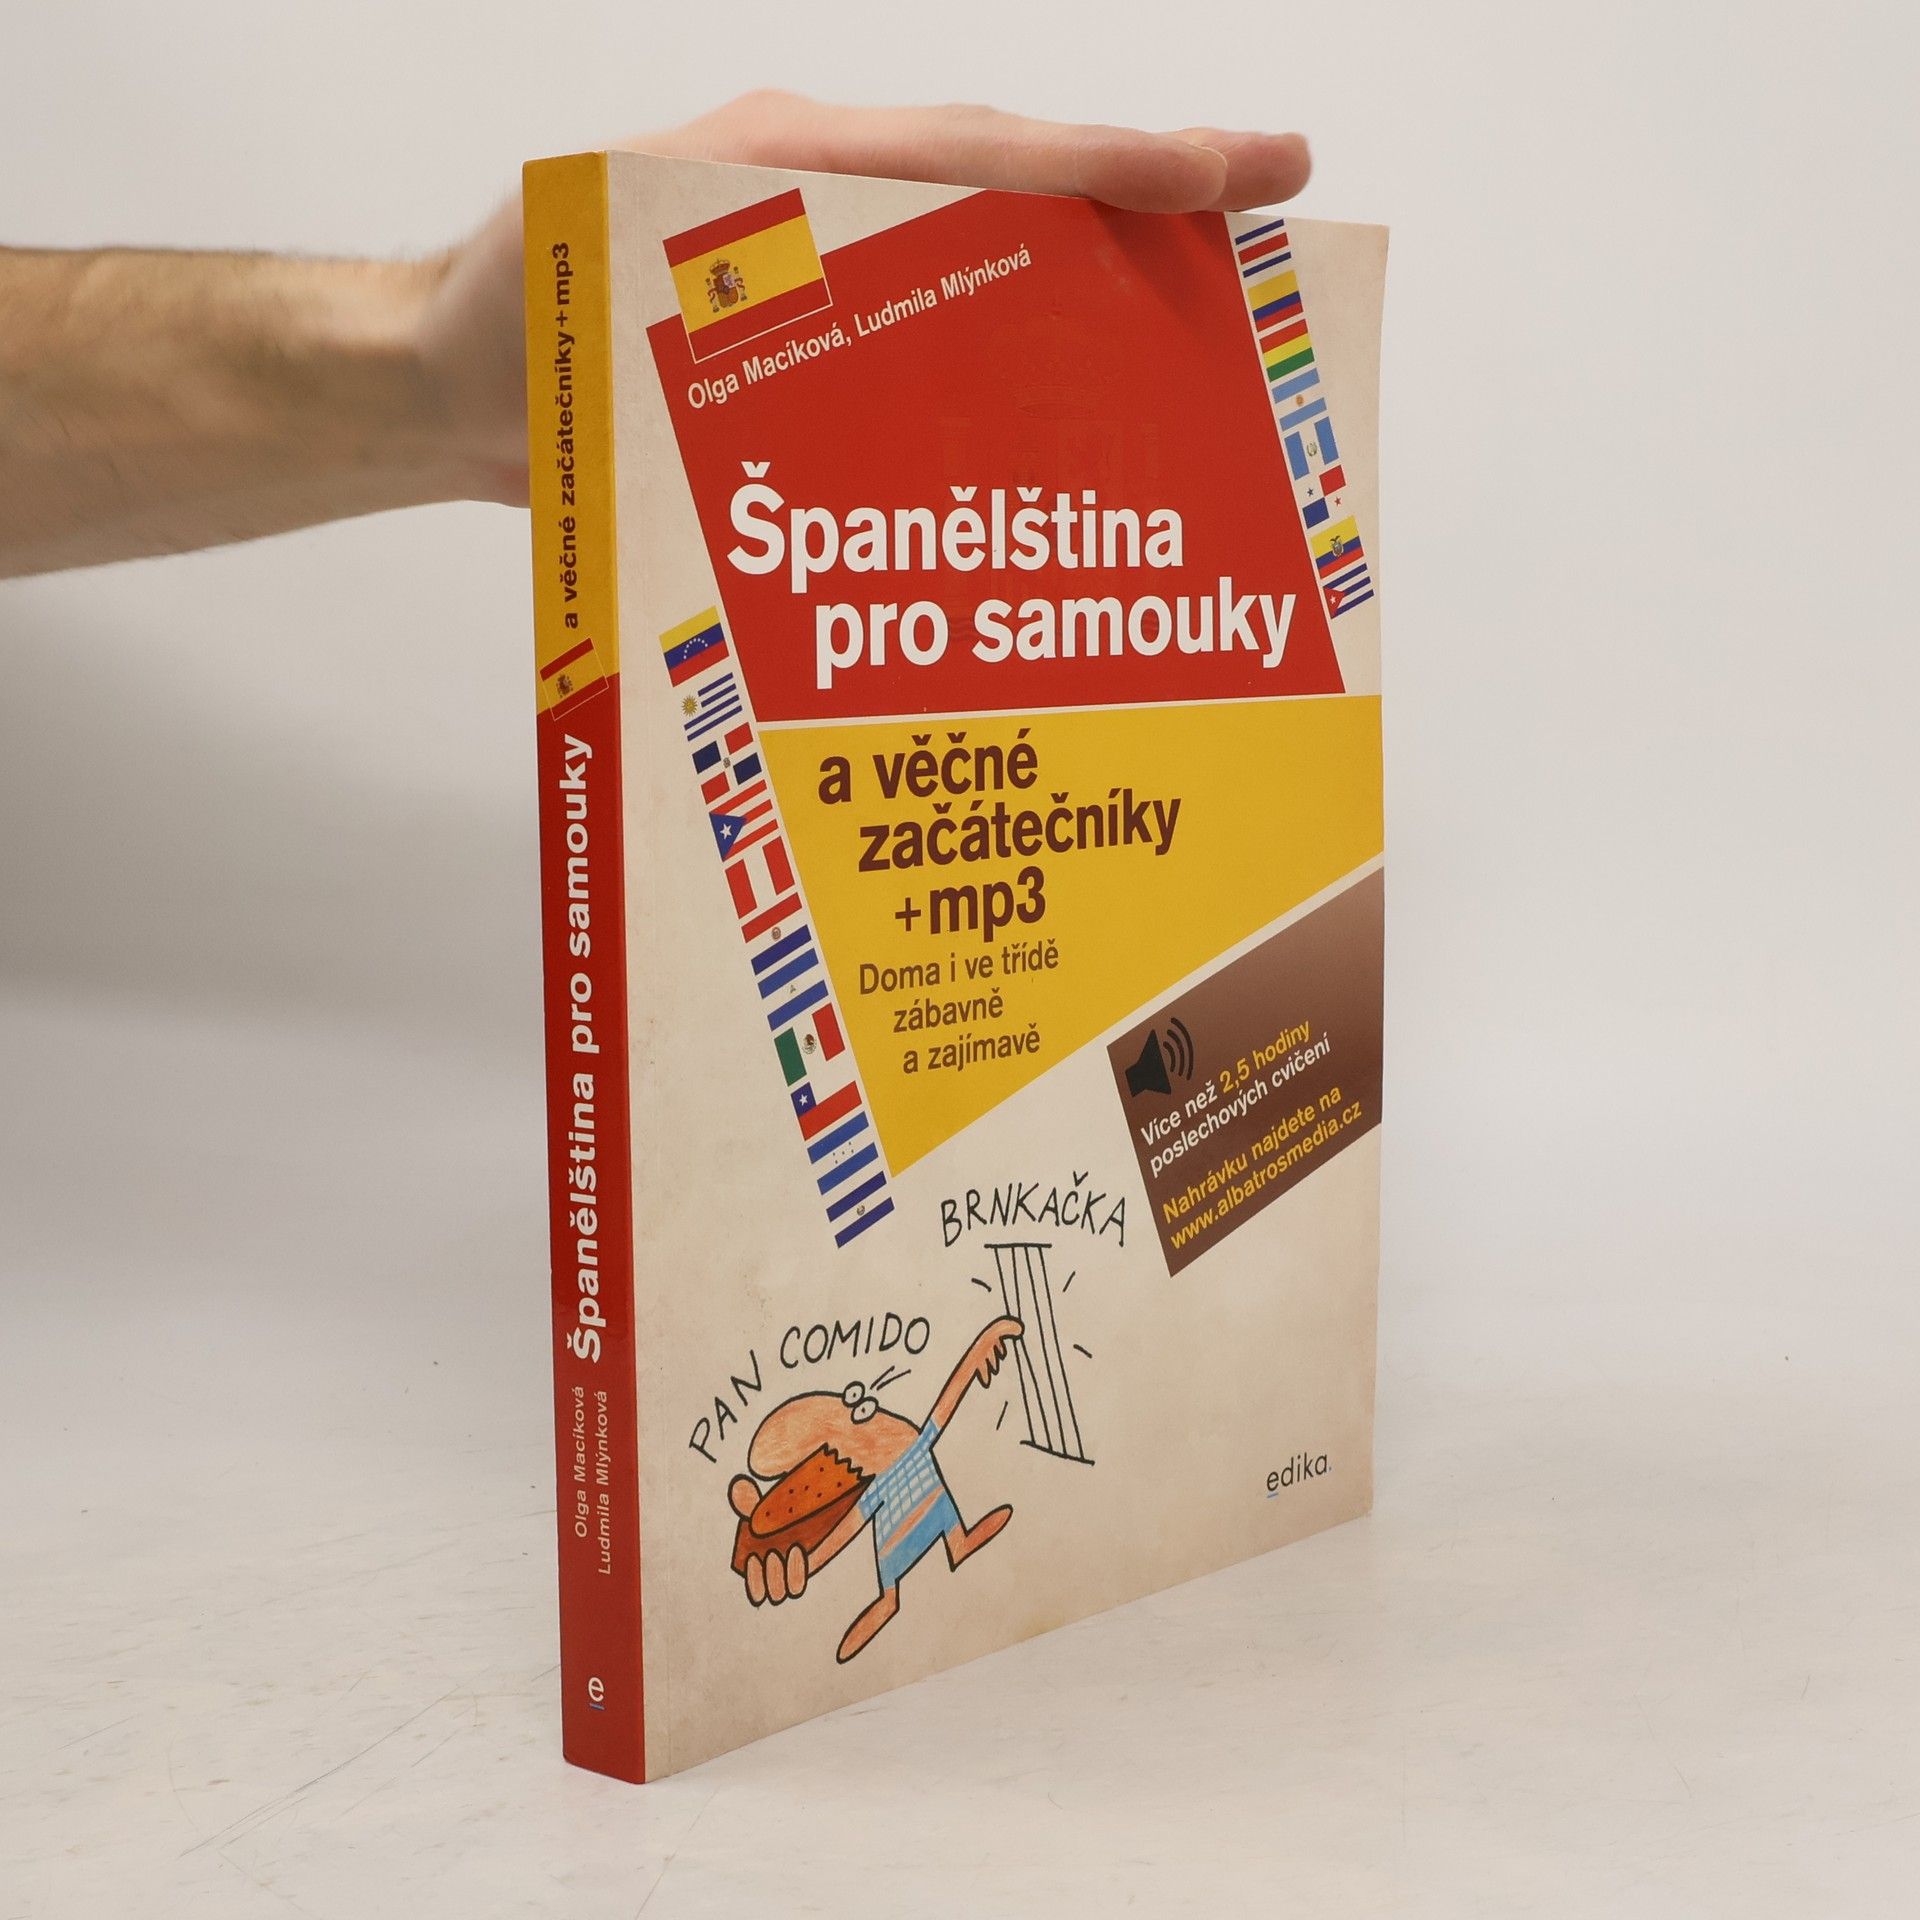 a věčné začátečníky+mp3
Španělština pro samouky
Olga Macíková
Ludmila Mlýnková
e
Olga Macíková, Ludmila Mlýnková
Španělština
pro samouky
a věčné
začátečníky
+mp3
Doma i ve třídě
zábavně
a zajímavě
Více než 2,5 hodiny
poslechových cvičení
Nahrávku najdete na
www.albatrosmedia.cz
BRNKAČKA
PAN COMIDO
edika.